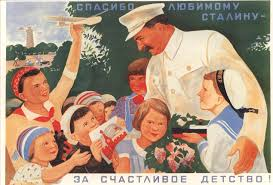 СПАСИБО ЛЮБИМОМУ
СТАЛИНУ –
ЗА СЧАСТЛИВОЕ ДЕТСТВО!